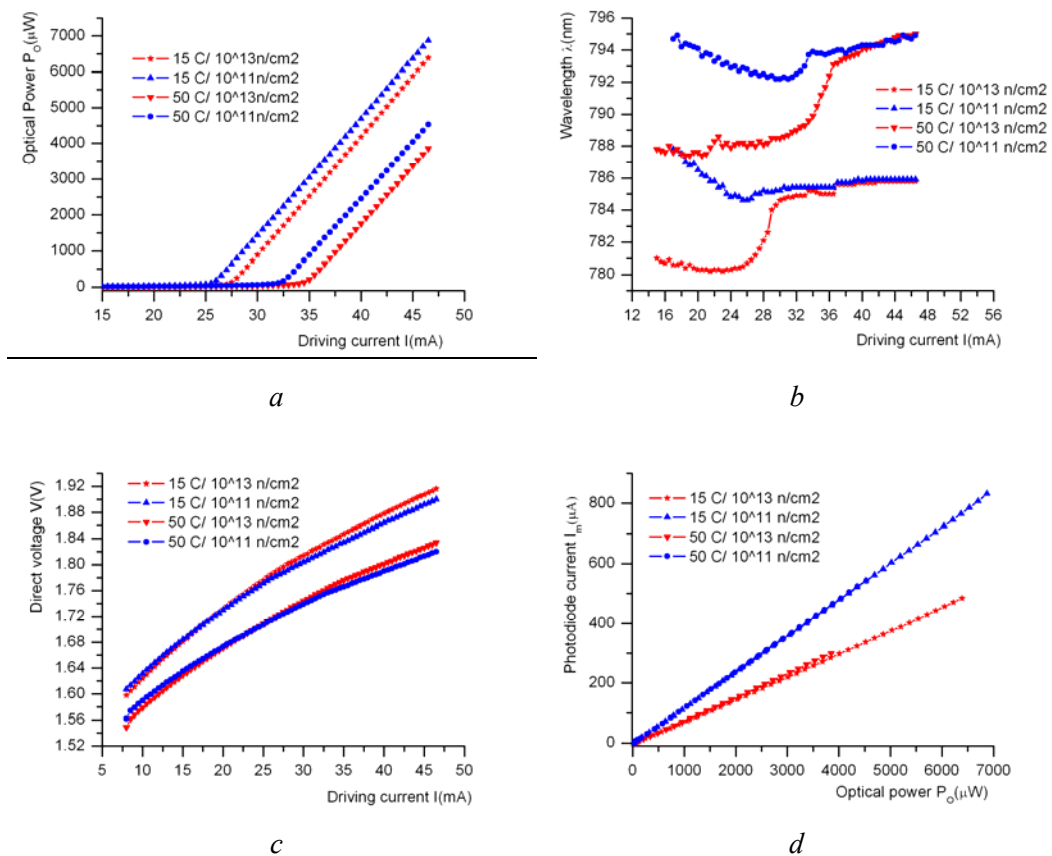 Optical Power P_O(μW)
7000
6000
5000
4000
3000
2000
1000
0
15 C/ 10^13n/cm2
15 C/ 10^11n/cm2
50 C/ 10^13n/cm2
50 C/ 10^11n/cm2
15 20 25 30 35 40 45 50
Driving current I(mA)
a
Wavelength λ(nm)
796
794
792
790
788
786
784
782
780
15 C/ 10^13 n/cm2
15 C/ 10^11 n/cm2
50 C/ 10^13 n/cm2
50 C/ 10^11 n/cm2
12 16 20 24 28 32 36 40 44 48 52 56
Driving current I(mA)
b
Direct voltage V(V)
1.92
1.88
1.84
1.80
1.76
1.72
1.68
1.64
1.60
1.56
1.52
15 C/ 10^13 n/cm2
15 C/ 10^11 n/cm2
50 C/ 10^13 n/cm2
50 C/ 10^11 n/cm2
5 10 15 20 25 30 35 40 45 50
Driving current I(mA)
c
Photodiode current I_m(μA)
800
600
400
200
0
15 C/ 10^13 n/cm2
15 C/ 10^11 n/cm2
50 C/ 10^13 n/cm2
50 C/ 10^11 n/cm2
0 1000 2000 3000 4000 5000 6000 7000
Optical power P_O(μW)
d